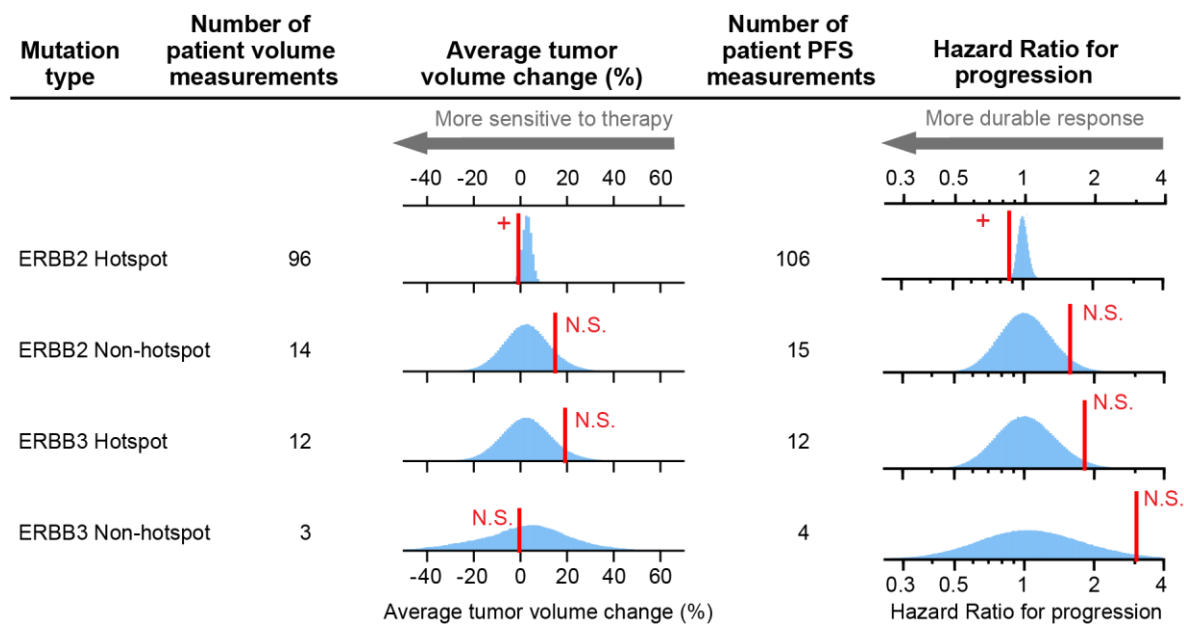 Mutation type
Number of patient volume measurements
Average tumor volume change (%)
Number of patient PFS measurements
Hazard Ratio for progression
More sensitive to therapy
More durable response
-40 -20 0 20 40 60
0.3 0.5 1 2 4
ERBB2 Hotspot 96 + 106 +
ERBB2 Non-hotspot 14 N.S. 15 N.S.
ERBB3 Hotspot 12 N.S. 12 N.S.
ERBB3 Non-hotspot 3 N.S. 4 N.S.
-40 -20 0 20 40 60
0.3 0.5 1 2 4
Average tumor volume change (%)
Hazard Ratio for progression